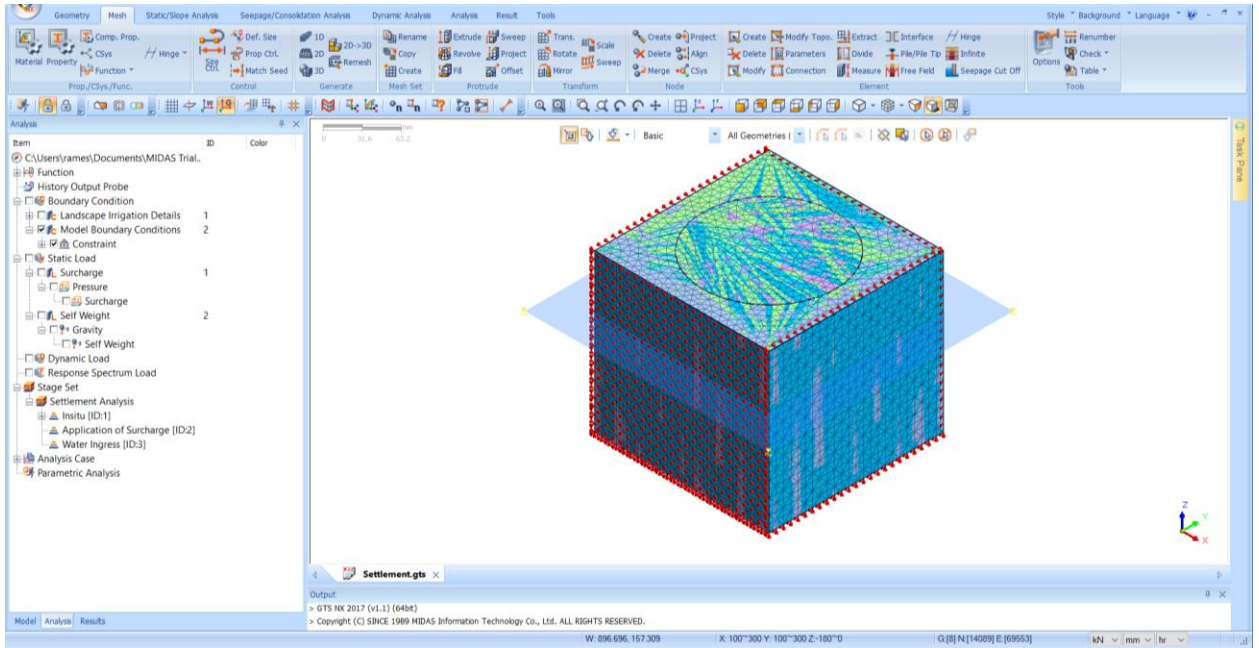 Geometry Mesh Static/Slope Analysis Seepage/Consolidation Analysis Dynamic Analysis Analysis Result Tools Style Background Language
Comp. Prop. Def. Size 1D Rename Extrude Sweep Trans. Create Project Create Modify Topo. Extract Interface Hinge Renumber
CSys Hinge Prop Ctrl. 2D 2D->3D Copy Revolve Project Rotate Scale Delete Align Delete Parameters Divide Pile/Pile Tip Infinite Check
Material Property Function Size Ctrl. Match Seed 3D Remesh Create Fill Offset Mirror Sweep Merge CSys Modify Connection Measure Free Field Seepage Cut Off Options Table
Prop./CSys./Func. Control Generate Mesh Set Protrude Transform Node Element Tools
Analysis
Item ID Color
C:\Users\rames\Documents\MIDAS Trial..
Function
History Output Probe
Boundary Condition
Landscape Irrigation Details 1
Model Boundary Conditions 2
Constraint
Static Load
Surcharge 1
Pressure
Surcharge
Self Weight 2
Gravity
Self Weight
Dynamic Load
Response Spectrum Load
Stage Set
Settlement Analysis
Insitu [ID:1]
Application of Surcharge [ID:2]
Water Ingress [ID:3]
Analysis Case
Parametric Analysis
mm
0 31.6 63.2
Basic All Geometries (
Task Pane
Z
Y
X
Settlement.gts
Output
> GTS NX 2017 (v1.1) (64bit)
> Copyright (C) SINCE 1989 MIDAS Information Technology Co., Ltd. ALL RIGHTS RESERVED.
Model Analysis Results
W: 896.696, 157.309 X: 100~300 Y: 100~300 Z:-180~0 G:[8] N:[14089] E:[69553] kN mm hr